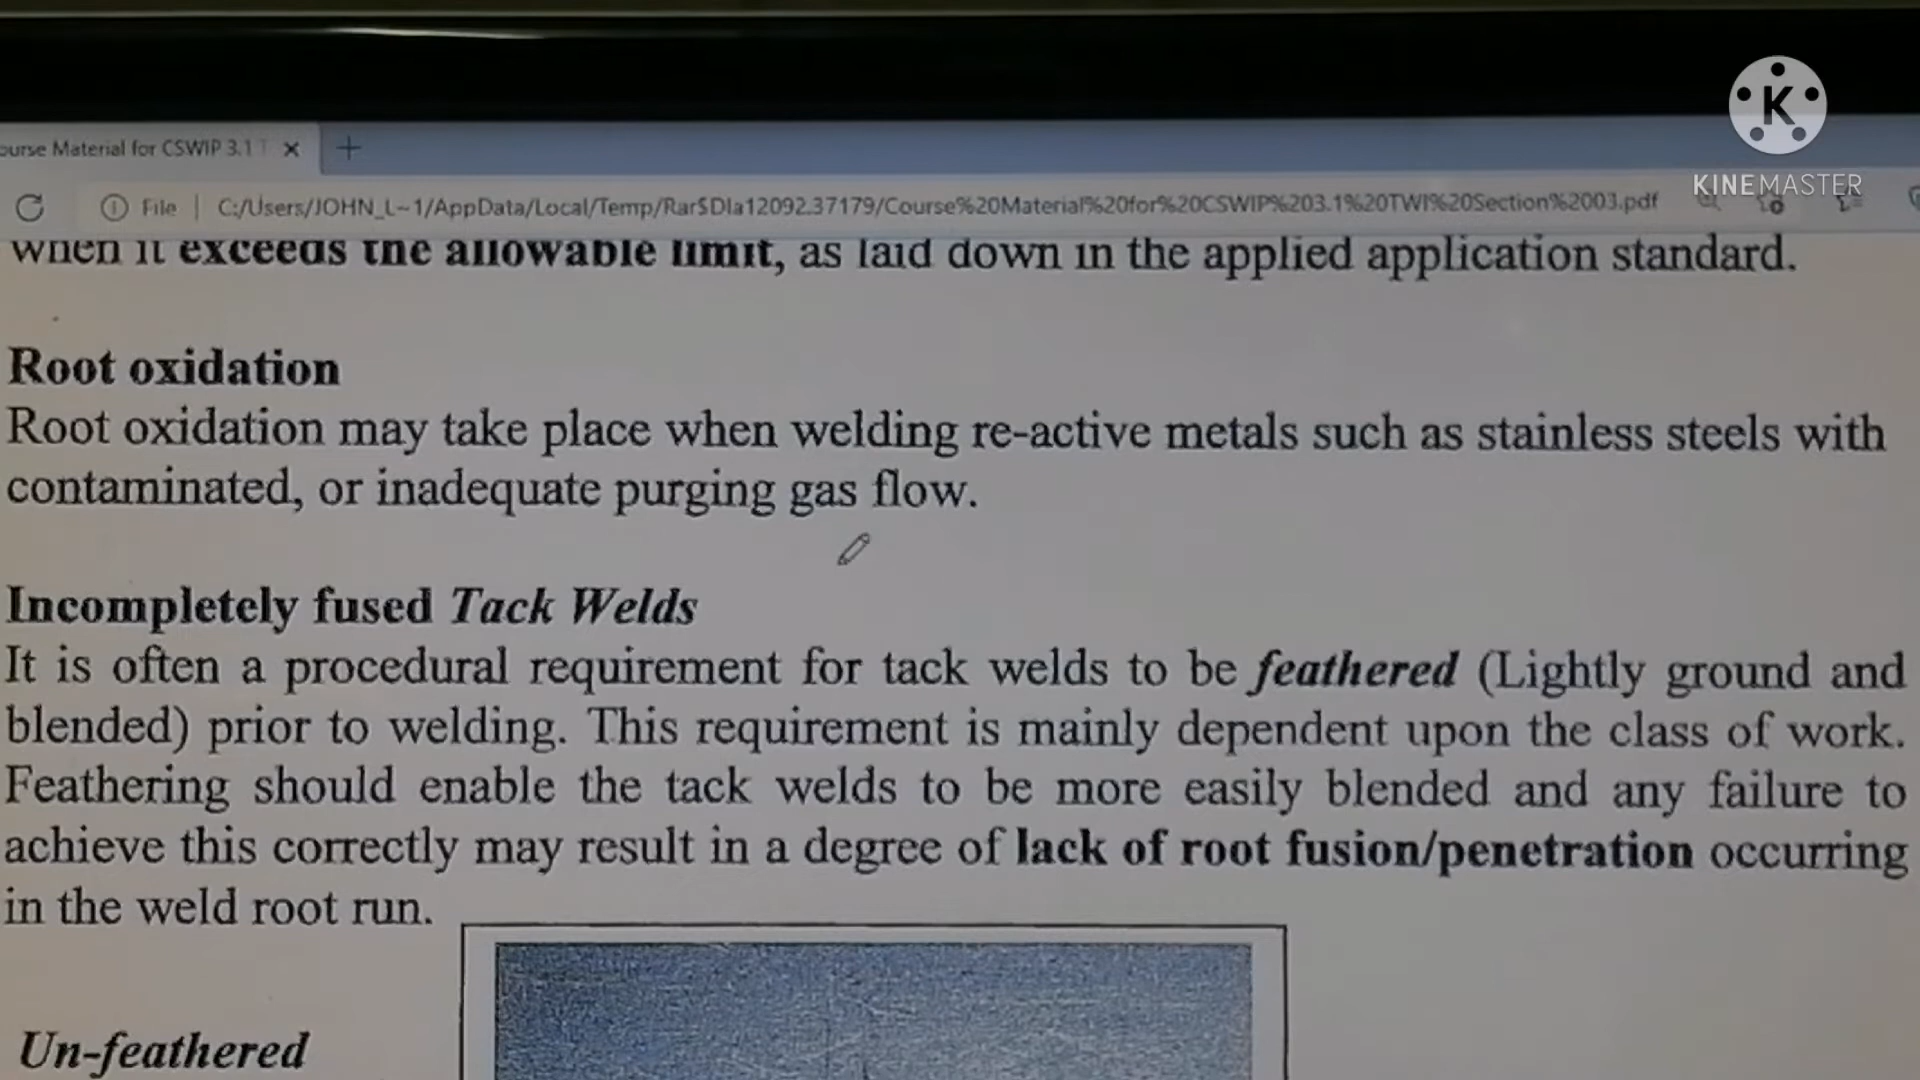 K
KINEMASTER
ourse Material for CSWIP 3.1 T
File | C:/Users/JOHN_L~1/AppData/Local/Temp/Rar$DIa12092.37179/Course%20Material%20for%20CSWIP%203.1%20TWI%20Section%2003.pdf
when it exceeds the allowable limit, as laid down in the applied application standard.
Root oxidation
Root oxidation may take place when welding re-active metals such as stainless steels with
contaminated, or inadequate purging gas flow.
Incompletely fused Tack Welds
It is often a procedural requirement for tack welds to be feathered (Lightly ground and
blended) prior to welding. This requirement is mainly dependent upon the class of work.
Feathering should enable the tack welds to be more easily blended and any failure to
achieve this correctly may result in a degree of lack of root fusion/penetration occurring
in the weld root run.
Un-feathered